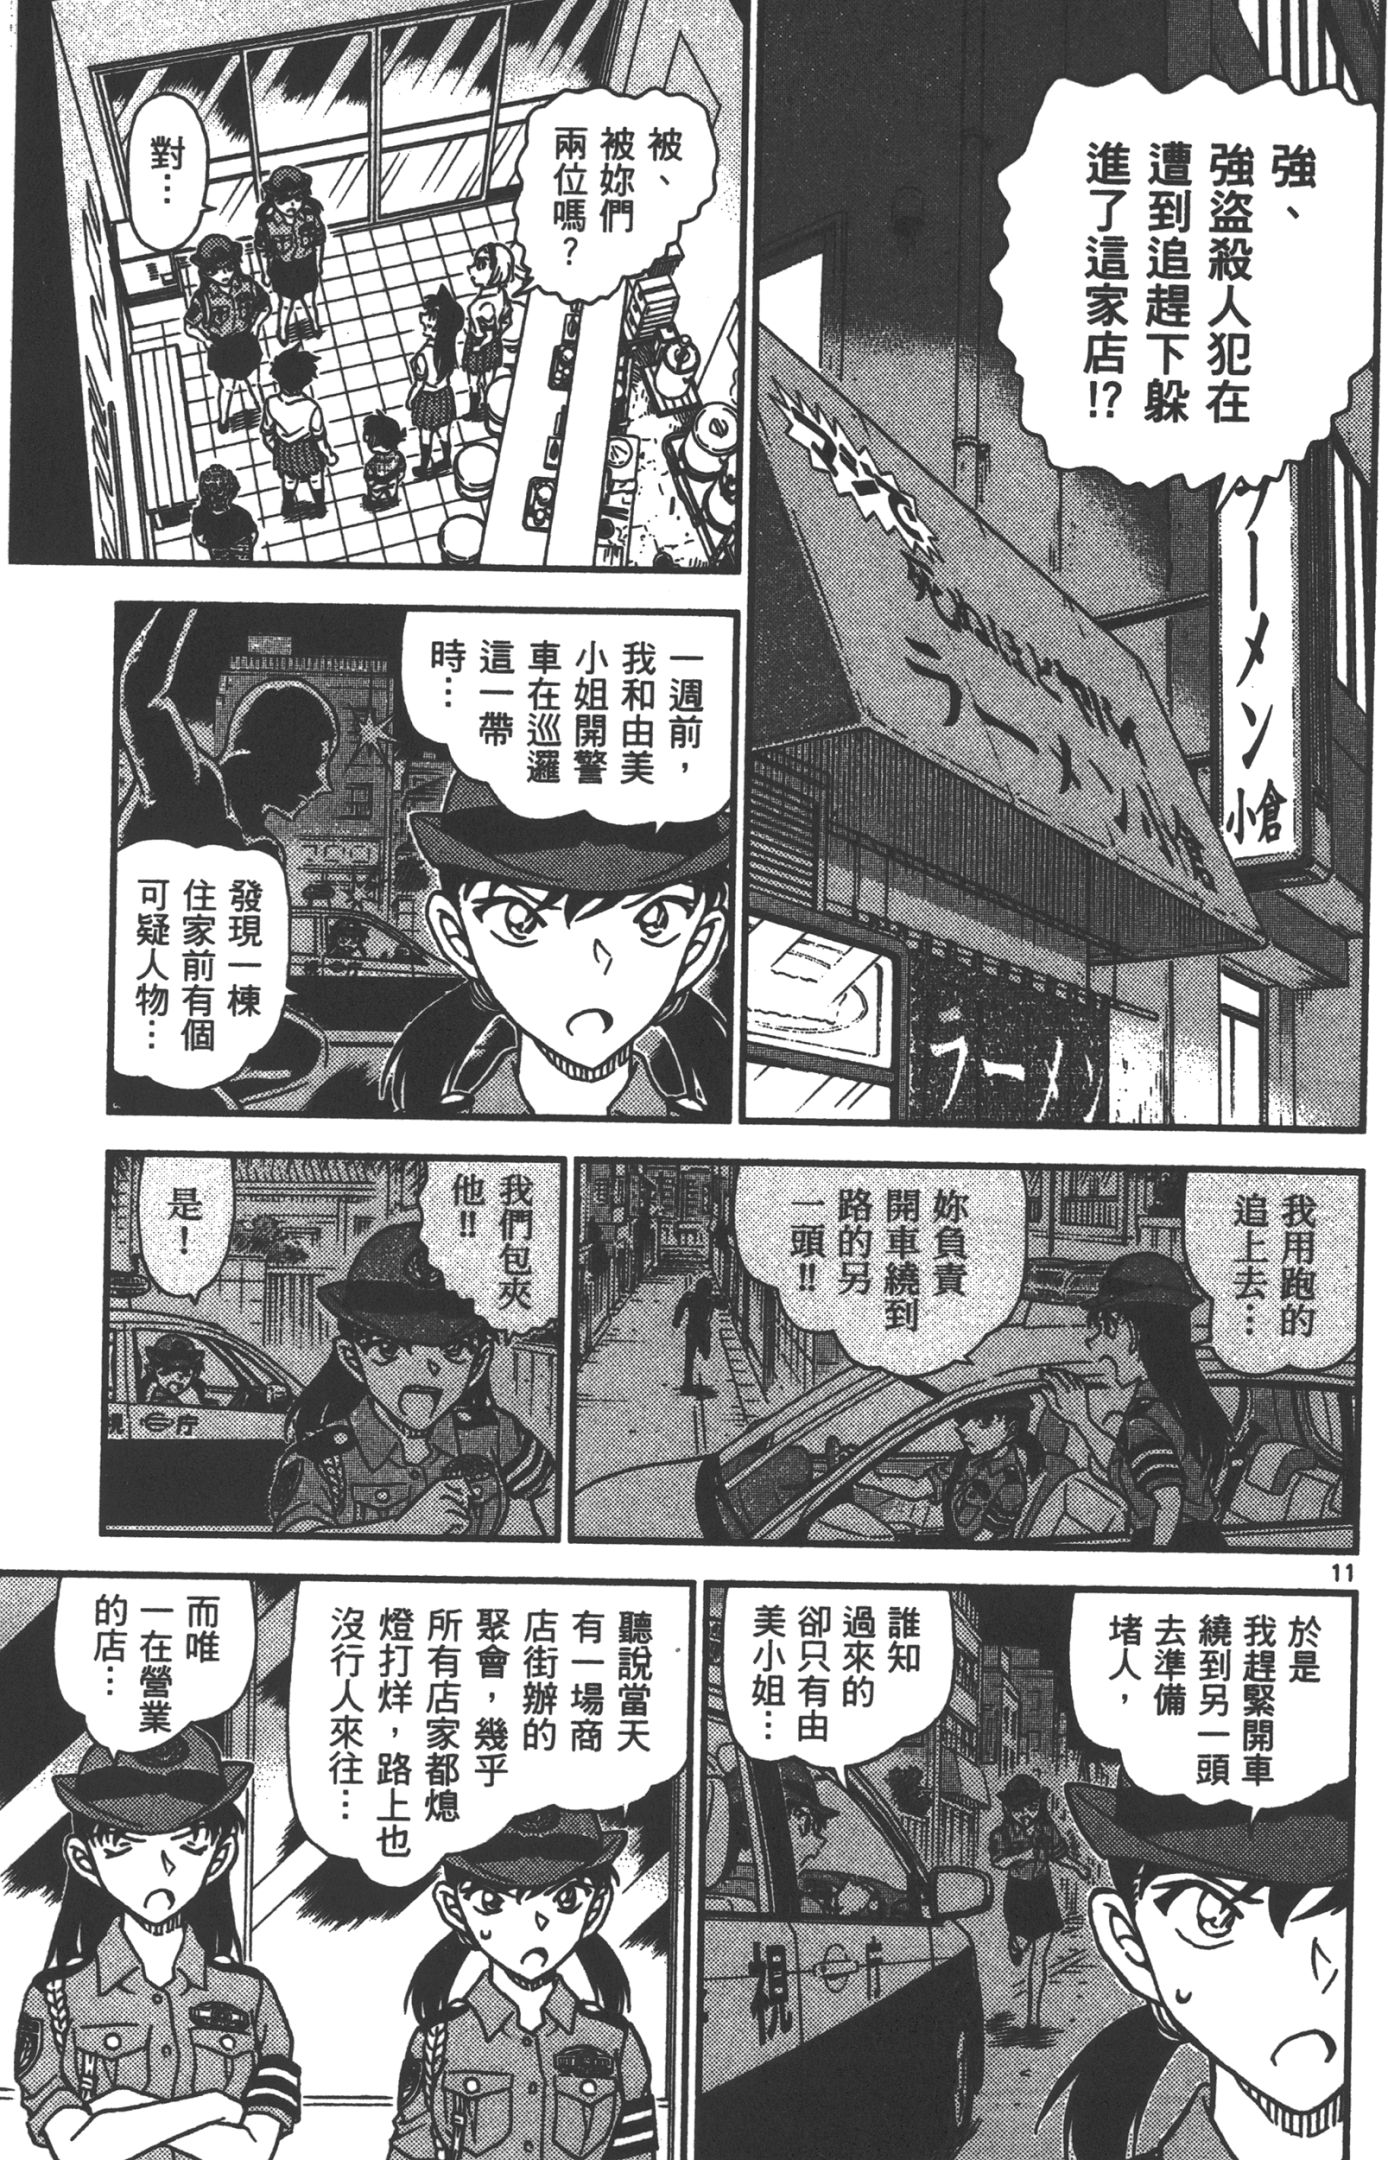 強、
強盜殺人犯在
遭到追趕下躲
進了這家店!?
ラーメン
小倉
ラーメン
ラーメン
被、
被妳們
兩位嗎?
對…
一週前，
我和由美
小姐開警
車在巡邏
這一帶
時…
發現一棟
住家前有個
可疑人物…
我用跑的
追上去…
妳負責
開車繞到
路的另
一頭!!
我們包夾
他!!
是!
庁
11
於是
我趕緊開車
繞到另一頭
去準備
堵人，
誰知
過來的
卻只有由
美小姐…
視
聽說當天
有一場商
店街辦的
聚會，幾乎
所有店家都熄
燈打烊，路上也
沒行人來往…
而唯
一在營業
的店…